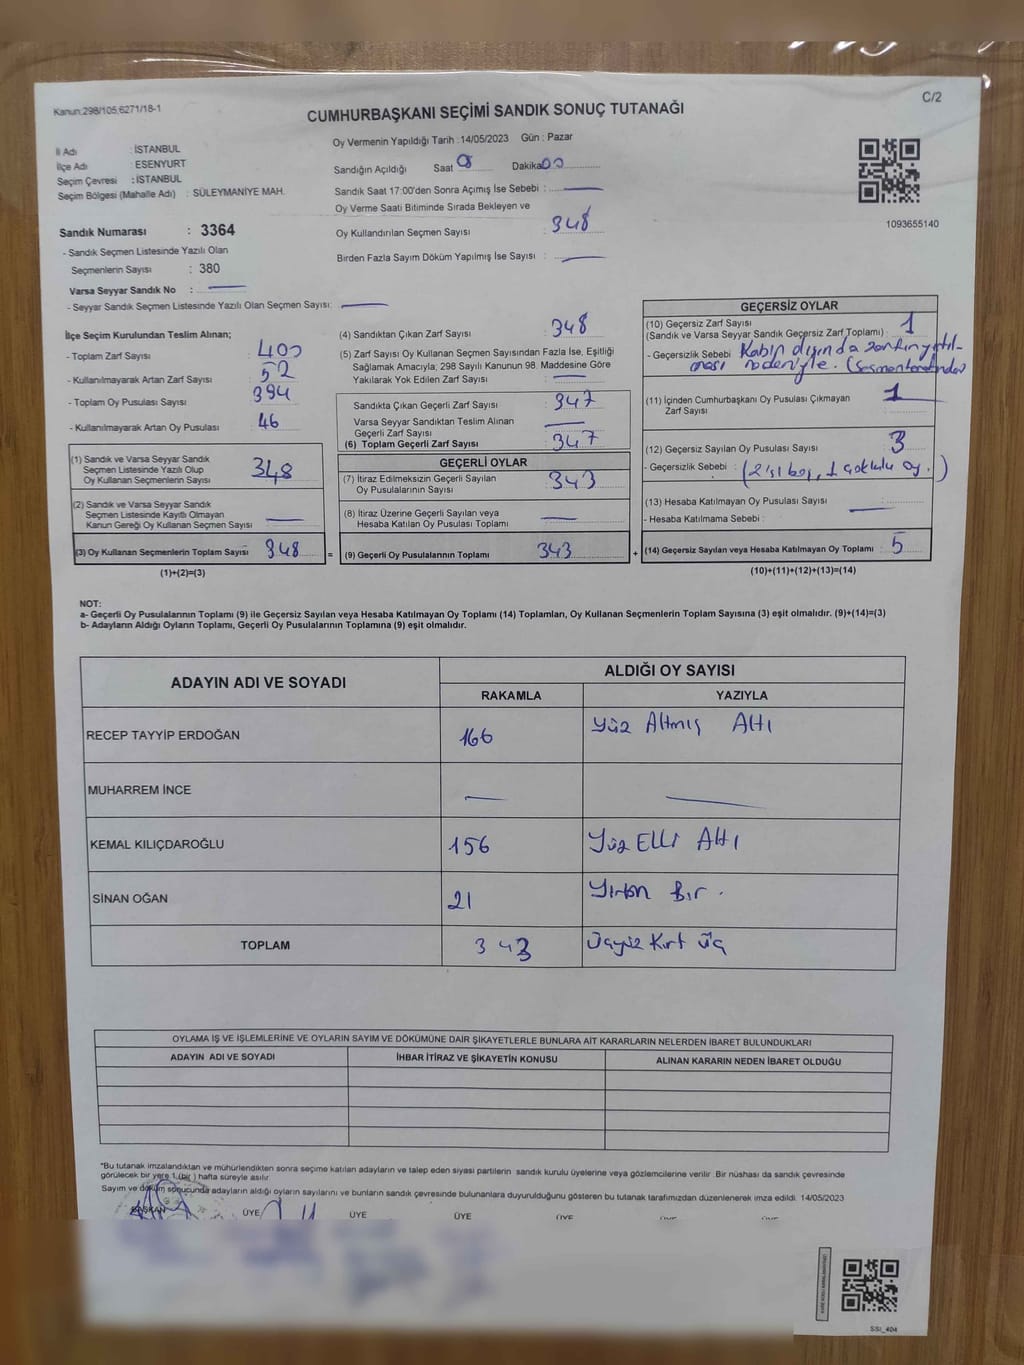 Kanun:298/105,6271/18-1
C/2
CUMHURBAŞKANI SEÇİMİ SANDIK SONUÇ TUTANAĞI
Oy Vermenin Yapıldığı Tarih : 14/05/2023 Gün : Pazar
İl Adı : İSTANBUL
İlçe Adı : ESENYURT
Seçim Çevresi : İSTANBUL
Seçim Bölgesi (Mahalle Adı) : SÜLEYMANİYE MAH.
Sandık Numarası : 3364
- Sandık Seçmen Listesinde Yazılı Olan
Seçmenlerin Sayısı : 380
Varsa Seyyar Sandık No : —
- Seyyar Sandık Seçmen Listesinde Yazılı Olan Seçmen Sayısı: —
Sandığın Açıldığı Saat 8 Dakika 00
Sandık Saat 17:00'den Sonra Açımış İse Sebebi : —
Oy Verme Saati Bitiminde Sırada Bekleyen ve
Oy Kullandırılan Seçmen Sayısı : 348
Birden Fazla Sayım Döküm Yapılmış İse Sayısı : —
1093655140
İlçe Seçim Kurulundan Teslim Alınan;
- Toplam Zarf Sayısı : 400
- Kullanılmayarak Artan Zarf Sayısı : 52
- Toplam Oy Pusulası Sayısı : 394
- Kullanılmayarak Artan Oy Pusulası : 46
(1) Sandık ve Varsa Seyyar Sandık
Seçmen Listesinde Yazılı Olup
Oy Kullanan Seçmenlerin Sayısı : 348
(2) Sandık ve Varsa Seyyar Sandık
Seçmen Listesinde Kayıtlı Olmayan
Kanun Gereği Oy Kullanan Seçmen Sayısı : —
(3) Oy Kullanan Seçmenlerin Toplam Sayısı : 348
(1)+(2)=(3)
(4) Sandıktan Çıkan Zarf Sayısı : 348
(5) Zarf Sayısı Oy Kullanan Seçmen Sayısından Fazla İse, Eşitliği
Sağlamak Amacıyla; 298 Sayılı Kanunun 98. Maddesine Göre
Yakılarak Yok Edilen Zarf Sayısı : —
Sandıkta Çıkan Geçerli Zarf Sayısı : 347
Varsa Seyyar Sandıktan Teslim Alınan
Geçerli Zarf Sayısı : —
(6) Toplam Geçerli Zarf Sayısı : 347
GEÇERLİ OYLAR
(7) İtiraz Edilmeksizin Geçerli Sayılan
Oy Pusulalarının Sayısı : 343
(8) İtiraz Üzerine Geçerli Sayılan veya
Hesaba Katılan Oy Pusulası Toplamı : —
= (9) Geçerli Oy Pusulalarının Toplamı : 343
GEÇERSİZ OYLAR
(10) Geçersiz Zarf Sayısı
(Sandık ve Varsa Seyyar Sandık Geçersiz Zarf Toplamı) : 1
- Geçersizlik Sebebi : Kabin dışında zarfın yırtıl-
ması nedeniyle. (Seçmen tarafından)
(11) İçinden Cumhurbaşkanı Oy Pusulası Çıkmayan
Zarf Sayısı : 1
(12) Geçersiz Sayılan Oy Pusulası Sayısı : 3
- Geçersizlik Sebebi : (2'si boş, 1 çoklulu oy.)
(13) Hesaba Katılmayan Oy Pusulası Sayısı : —
- Hesaba Katılmama Sebebi :
+ (14) Geçersiz Sayılan veya Hesaba Katılmayan Oy Toplamı : 5
(10)+(11)+(12)+(13)=(14)
NOT:
a- Geçerli Oy Pusulalarının Toplamı (9) ile Geçersiz Sayılan veya Hesaba Katılmayan Oy Toplamı (14) Toplamları, Oy Kullanan Seçmenlerin Toplam Sayısına (3) eşit olmalıdır. (9)+(14)=(3)
b- Adayların Aldığı Oyların Toplamı, Geçerli Oy Pusulalarının Toplamına (9) eşit olmalıdır.
ADAYIN ADI VE SOYADI ALDIĞI OY SAYISI
RAKAMLA YAZIYLA
RECEP TAYYİP ERDOĞAN 166 Yüz Altmış Altı
MUHARREM İNCE — —
KEMAL KILIÇDAROĞLU 156 Yüz Elli Altı
SİNAN OĞAN 21 Yirmi Bir.
TOPLAM 343 Üçyüz Kırk Üç
OYLAMA İŞ VE İŞLEMLERİNE VE OYLARIN SAYIM VE DÖKÜMÜNE DAİR ŞİKAYETLERLE BUNLARA AİT KARARLARIN NELERDEN İBARET BULUNDUKLARI
ADAYIN ADI VE SOYADI İHBAR İTİRAZ VE ŞİKAYETİN KONUSU ALINAN KARARIN NEDEN İBARET OLDUĞU
*Bu tutanak imzalandıktan ve mühürlendikten sonra seçime katılan adayların ve talep eden siyasi partilerin sandık kurulu üyelerine veya gözlemcilerine verilir. Bir nüshası da sandık çevresinde
görülecek bir yere 1 (bir) hafta süreyle asılır.
Sayım ve döküm sonucunda adayların aldığı oyların sayılarını ve bunların sandık çevresinde bulunanlara duyurulduğunu gösteren bu tutanak tarafımızdan düzenlenerek imza edildi. 14/05/2023
BAŞKAN ÜYE ÜYE ÜYE ÜYE
SSI_404